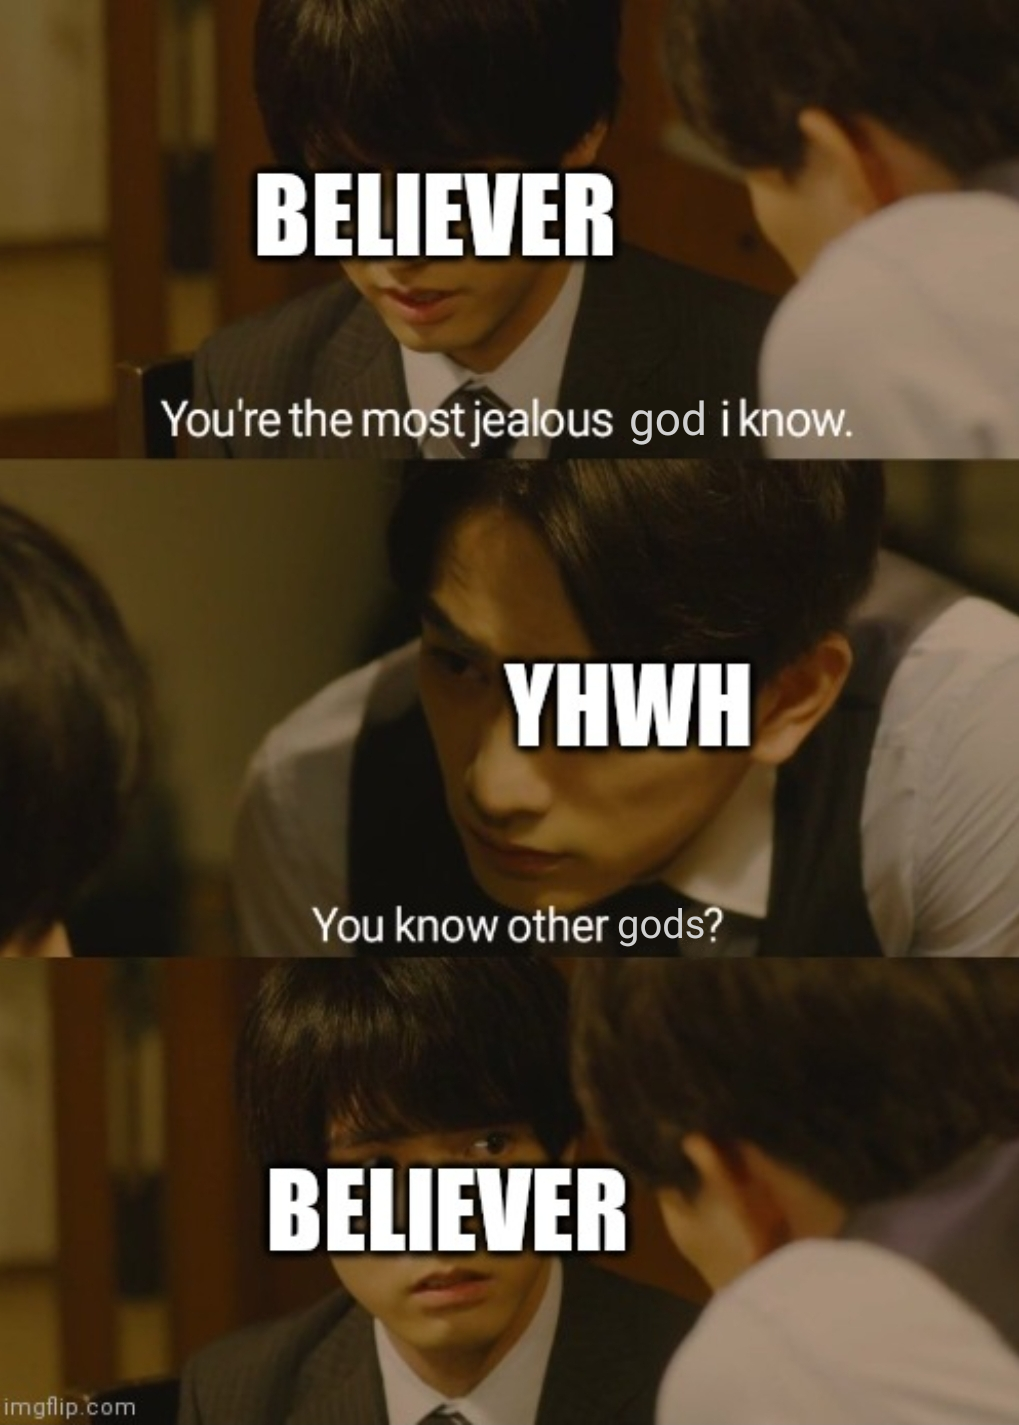 BELIEVER
You're the most jealous god i know.
YHWH
You know other gods?
BELIEVER
imgflip.com